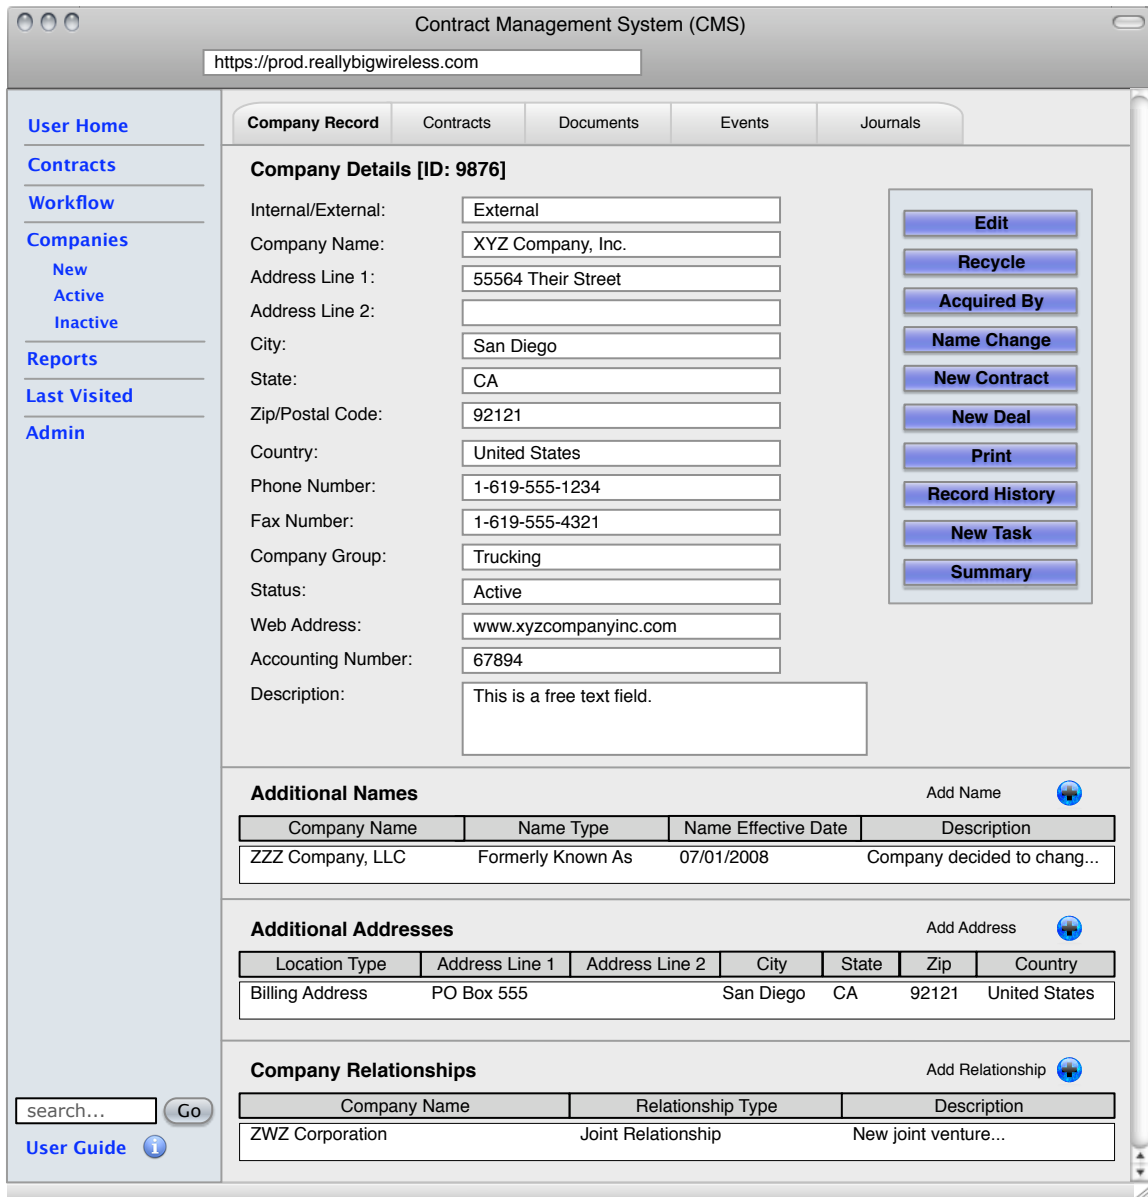 Contract Management System (CMS)
https://prod.reallybigwireless.com
User Home
Contracts
Workflow
Companies
New
Active
Inactive
Reports
Last Visited
Admin
search...
Go
User Guide i
Company Record Contracts Documents Events Journals
Company Details [ID: 9876]
Internal/External: External
Company Name: XYZ Company, Inc.
Address Line 1: 55564 Their Street
Address Line 2:
City: San Diego
State: CA
Zip/Postal Code: 92121
Country: United States
Phone Number: 1-619-555-1234
Fax Number: 1-619-555-4321
Company Group: Trucking
Status: Active
Web Address: www.xyzcompanyinc.com
Accounting Number: 67894
Description: This is a free text field.
Edit
Recycle
Acquired By
Name Change
New Contract
New Deal
Print
Record History
New Task
Summary
Additional Names Add Name
Company Name Name Type Name Effective Date Description
ZZZ Company, LLC Formerly Known As 07/01/2008 Company decided to chang...
Additional Addresses Add Address
Location Type Address Line 1 Address Line 2 City State Zip Country
Billing Address PO Box 555 San Diego CA 92121 United States
Company Relationships Add Relationship
Company Name Relationship Type Description
ZWZ Corporation Joint Relationship New joint venture...